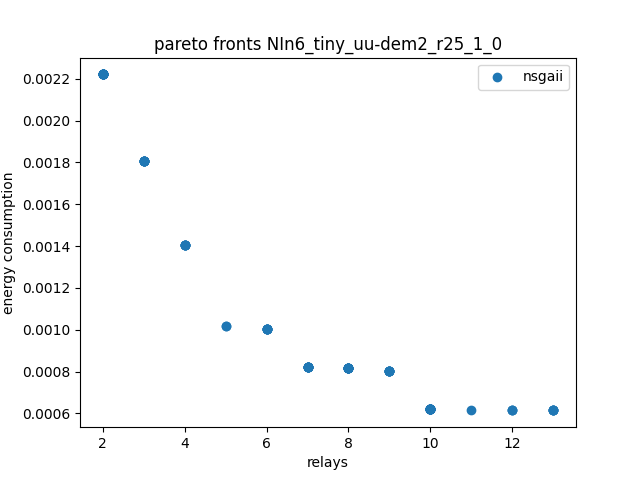 pareto fronts NIn6_tiny_uu-dem2_r25_1_0
nsgaii
energy consumption
0.0022
0.0020
0.0018
0.0016
0.0014
0.0012
0.0010
0.0008
0.0006
2 4 6 8 10 12
relays